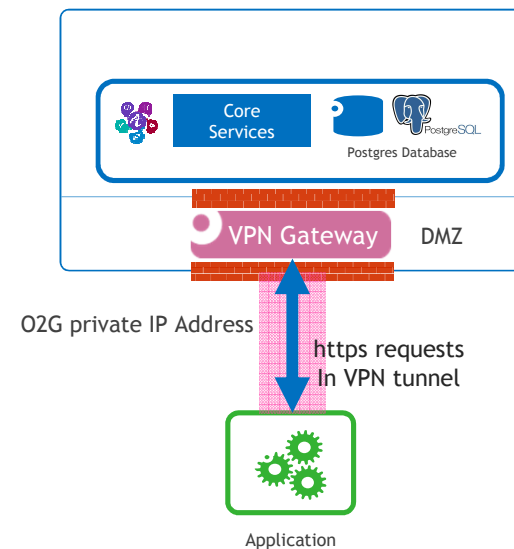 Core
Services
PostgreSQL
Postgres Database
VPN Gateway
DMZ
O2G private IP Address
https requests
In VPN tunnel
Application